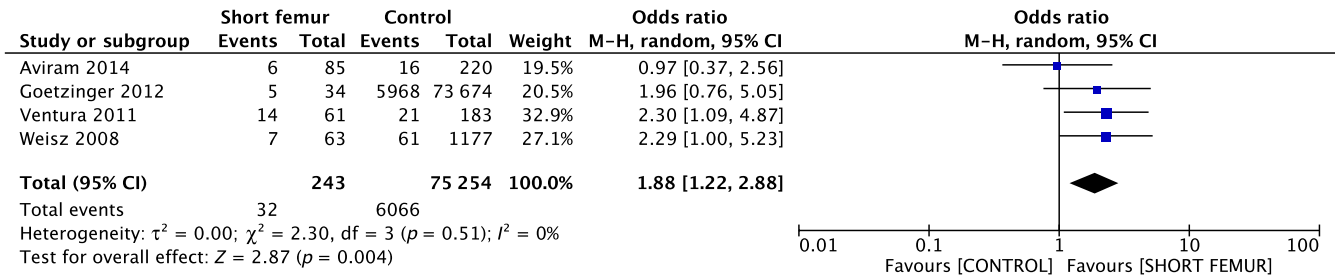 Short femur Control Odds ratio Odds ratio
Study or subgroup Events Total Events Total Weight M–H, random, 95% CI M–H, random, 95% CI
Aviram 2014 6 85 16 220 19.5% 0.97 [0.37, 2.56]
Goetzinger 2012 5 34 5968 73 674 20.5% 1.96 [0.76, 5.05]
Ventura 2011 14 61 21 183 32.9% 2.30 [1.09, 4.87]
Weisz 2008 7 63 61 1177 27.1% 2.29 [1.00, 5.23]
Total (95% CI) 243 75 254 100.0% 1.88 [1.22, 2.88]
Total events 32 6066
Heterogeneity: τ² = 0.00; χ² = 2.30, df = 3 (p = 0.51); I² = 0%
Test for overall effect: Z = 2.87 (p = 0.004)
0.01 0.1 1 10 100
Favours [CONTROL] Favours [SHORT FEMUR]